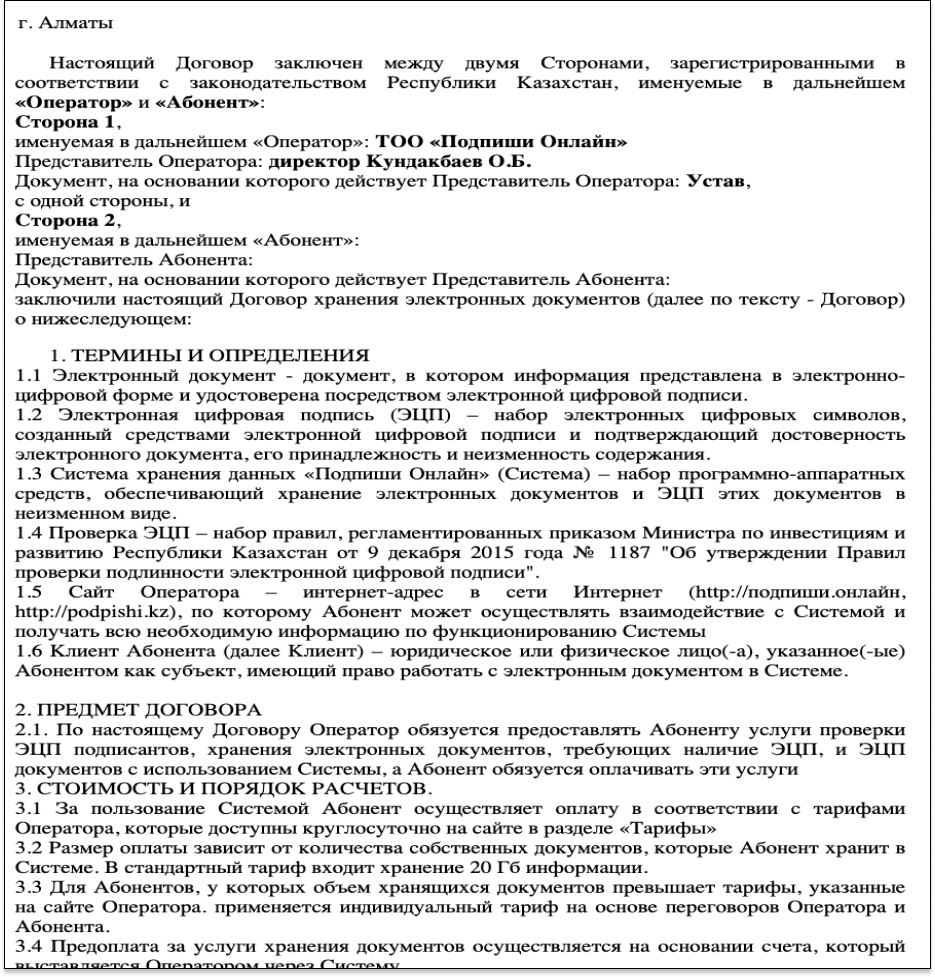 г. Алматы
Настоящий Договор заключен между двумя Сторонами, зарегистрированными в
соответствии с законодательством Республики Казахстан, именуемые в дальнейшем
«Оператор» и «Абонент»:
Сторона 1,
именуемая в дальнейшем «Оператор»: ТОО «Подпиши Онлайн»
Представитель Оператора: директор Кундакбаев О.Б.
Документ, на основании которого действует Представитель Оператора: Устав,
с одной стороны, и
Сторона 2,
именуемая в дальнейшем «Абонент»:
Представитель Абонента:
Документ, на основании которого действует Представитель Абонента:
заключили настоящий Договор хранения электронных документов (далее по тексту - Договор)
о нижеследующем:
1. ТЕРМИНЫ И ОПРЕДЕЛЕНИЯ
1.1 Электронный документ - документ, в котором информация представлена в электронно-
цифровой форме и удостоверена посредством электронной цифровой подписи.
1.2 Электронная цифровая подпись (ЭЦП) – набор электронных цифровых символов,
созданный средствами электронной цифровой подписи и подтверждающий достоверность
электронного документа, его принадлежность и неизменность содержания.
1.3 Система хранения данных «Подпиши Онлайн» (Система) – набор программно-аппаратных
средств, обеспечивающий хранение электронных документов и ЭЦП этих документов в
неизменном виде.
1.4 Проверка ЭЦП – набор правил, регламентированных приказом Министра по инвестициям и
развитию Республики Казахстан от 9 декабря 2015 года № 1187 "Об утверждении Правил
проверки подлинности электронной цифровой подписи".
1.5 Сайт Оператора – интернет-адрес в сети Интернет (http://подпиши.онлайн,
http://podpishi.kz), по которому Абонент может осуществлять взаимодействие с Системой и
получать всю необходимую информацию по функционированию Системы
1.6 Клиент Абонента (далее Клиент) – юридическое или физическое лицо(-а), указанное(-ые)
Абонентом как субъект, имеющий право работать с электронным документом в Системе.
2. ПРЕДМЕТ ДОГОВОРА
2.1. По настоящему Договору Оператор обязуется предоставлять Абоненту услуги проверки
ЭЦП подписантов, хранения электронных документов, требующих наличие ЭЦП, и ЭЦП
документов с использованием Системы, а Абонент обязуется оплачивать эти услуги
3. СТОИМОСТЬ И ПОРЯДОК РАСЧЕТОВ.
3.1 За пользование Системой Абонент осуществляет оплату в соответствии с тарифами
Оператора, которые доступны круглосуточно на сайте в разделе «Тарифы»
3.2 Размер оплаты зависит от количества собственных документов, которые Абонент хранит в
Системе. В стандартный тариф входит хранение 20 Гб информации.
3.3 Для Абонентов, у которых объем хранящихся документов превышает тарифы, указанные
на сайте Оператора. применяется индивидуальный тариф на основе переговоров Оператора и
Абонента.
3.4 Предоплата за услуги хранения документов осуществляется на основании счета, который
выставляется Оператором через Систему